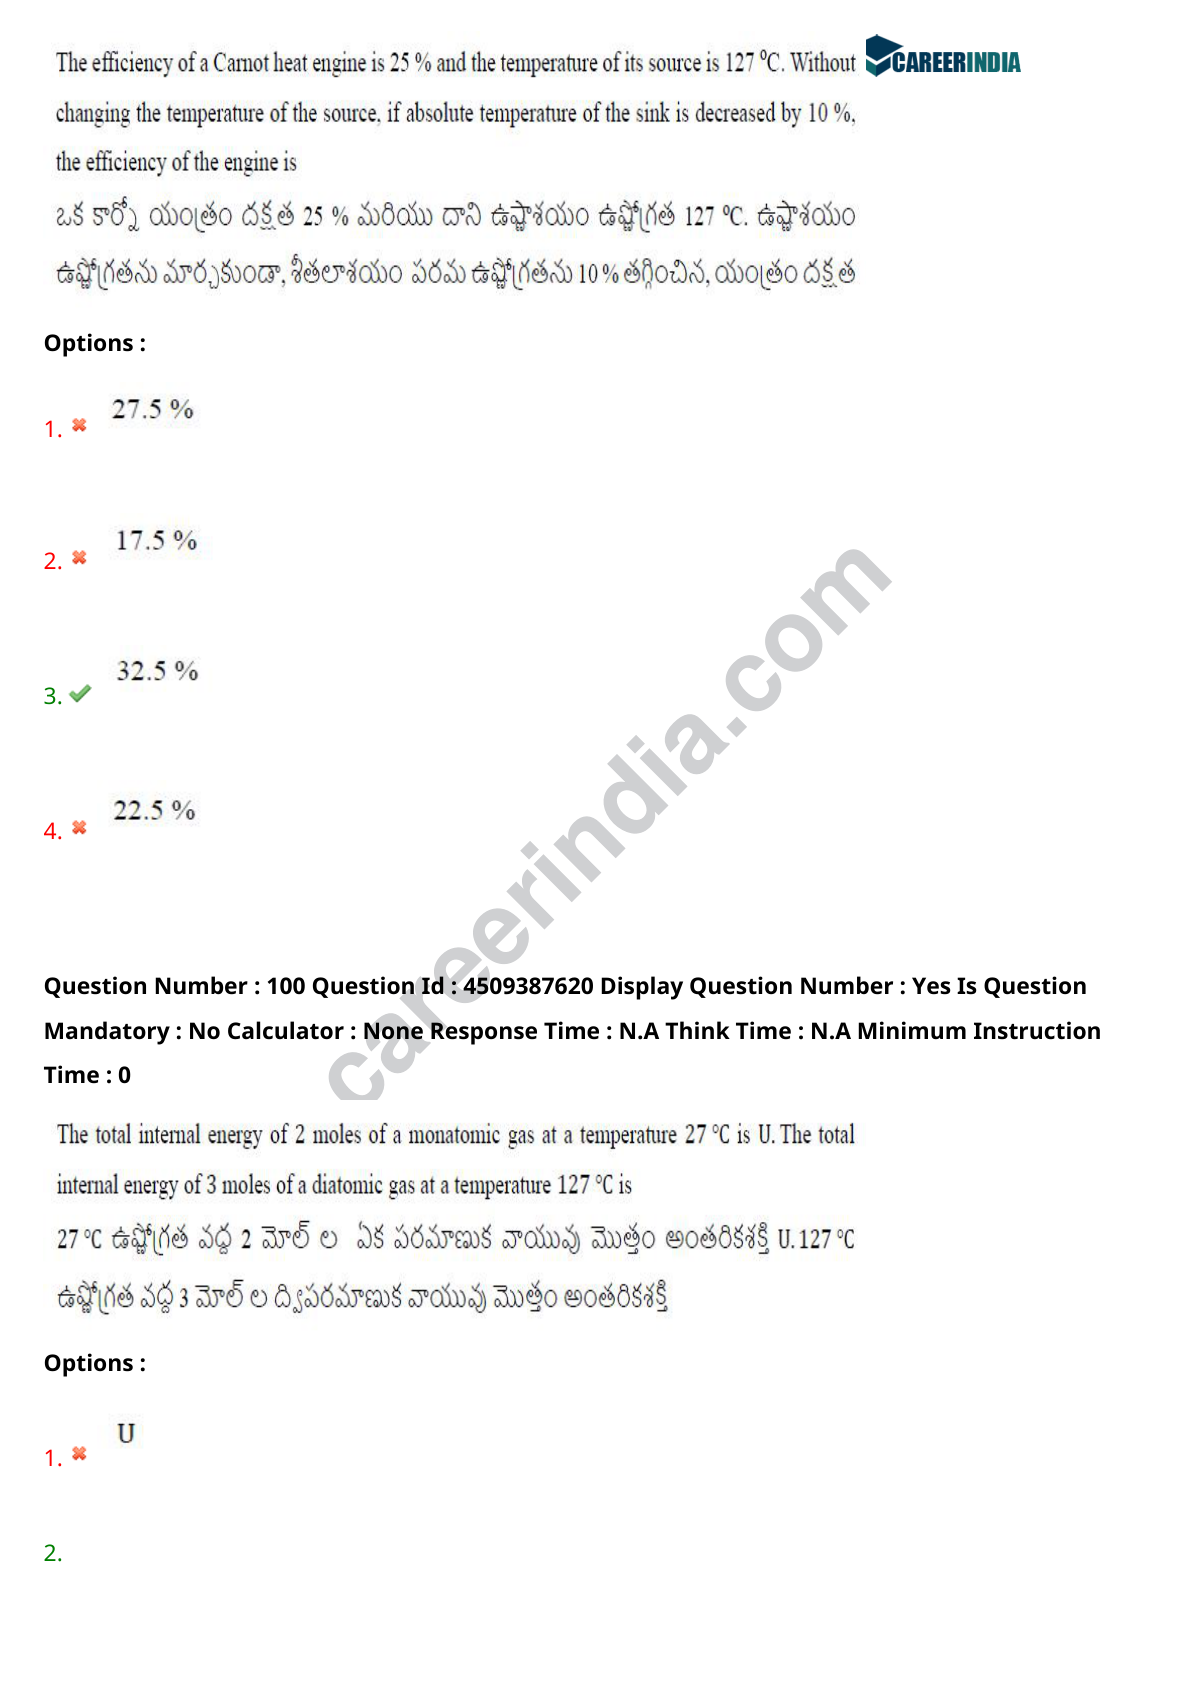 The efficiency of a Carnot heat engine is 25 % and the temperature of its source is 127 ⁰C. Without
CAREERINDIA
changing the temperature of the source, if absolute temperature of the sink is decreased by 10 %,
the efficiency of the engine is
ఒక కార్నో యంత్రం దక్షత 25 % మరియు దాని ఉష్ణాశయం ఉష్ణోగ్రత 127 ⁰C. ఉష్ణాశయం
ఉష్ణోగ్రతను మార్చకుండా, శీతలాశయం పరమ ఉష్ణోగ్రతను 10 % తగ్గించిన, యంత్రం దక్షత
Options :
1. 27.5 %
2. 17.5 %
3. 32.5 %
4. 22.5 %
careerindia.com
Question Number : 100 Question Id : 4509387620 Display Question Number : Yes Is Question
Mandatory : No Calculator : None Response Time : N.A Think Time : N.A Minimum Instruction
Time : 0
The total internal energy of 2 moles of a monatomic gas at a temperature 27 °C is U. The total
internal energy of 3 moles of a diatomic gas at a temperature 127 °C is
27 °C ఉష్ణోగ్రత వద్ద 2 మోల్ ల ఏక పరమాణుక వాయువు మొత్తం అంతరికశక్తి U. 127 °C
ఉష్ణోగ్రత వద్ద 3 మోల్ ల ద్విపరమాణుక వాయువు మొత్తం అంతరికశక్తి
Options :
1. U
2.